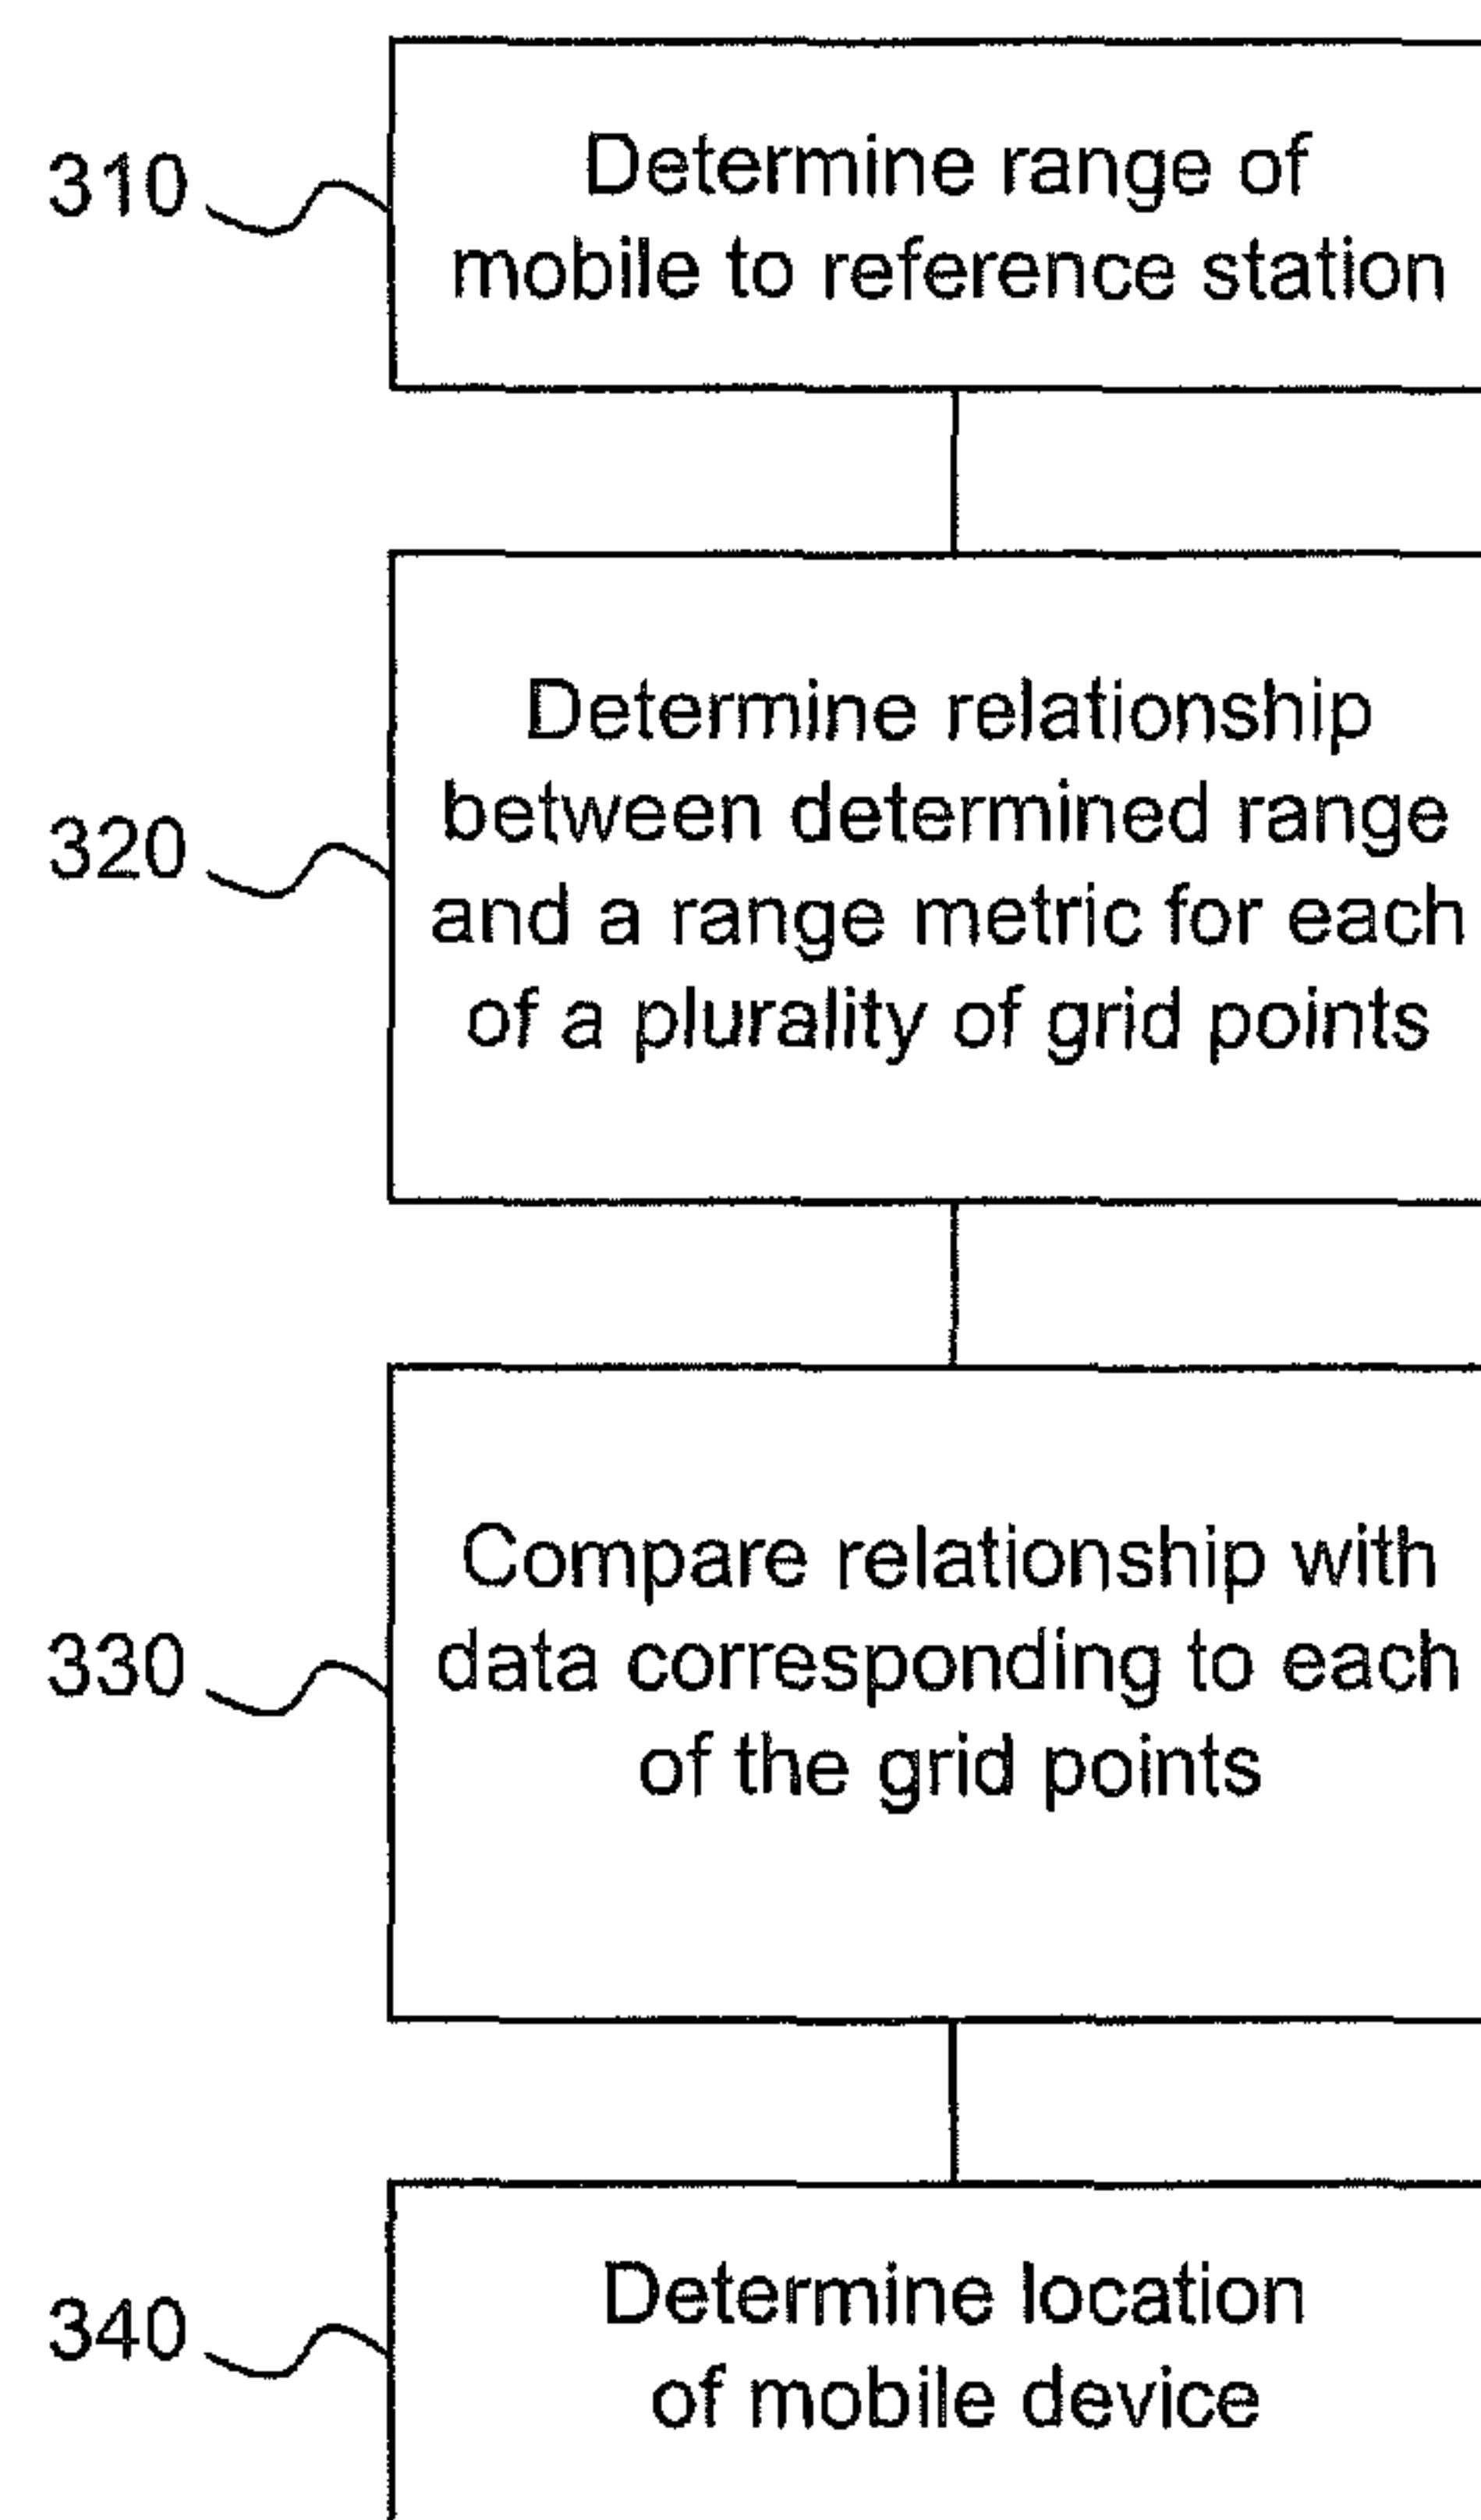 310
Determine range of
mobile to reference station
320
Determine relationship
between determined range
and a range metric for each
of a plurality of grid points
330
Compare relationship with
data corresponding to each
of the grid points
340
Determine location
of mobile device